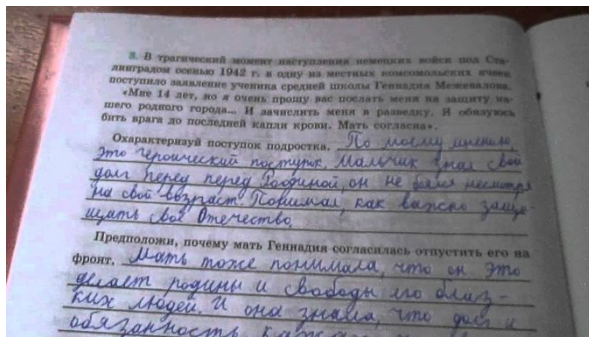 8. В трагический момент наступления немецких войск под Ста-
линградом осенью 1942 г. в одну из местных комсомольских ячеек
поступило заявление ученика средней школы Геннадия Межевалова.
«Мне 14 лет, но я очень прошу вас послать меня на защиту на-
шего родного города... И зачислить меня в разведку. Я обязуюсь
бить врага до последней капли крови. Мать согласна».
Охарактеризуй поступок подростка. По моему мнению,
это героический поступок. Мальчик знал свой
долг перед перед Родиной, он не боялся несмотря
на свой возраст. Понимал, как важно защи-
щать своё Отечество.
Предположи, почему мать Геннадия согласилась отпустить его на
фронт. Мать тоже понимала, что он это
делает родины и свободы его близ-
ких людей. И она знала, что долг и
обязанность